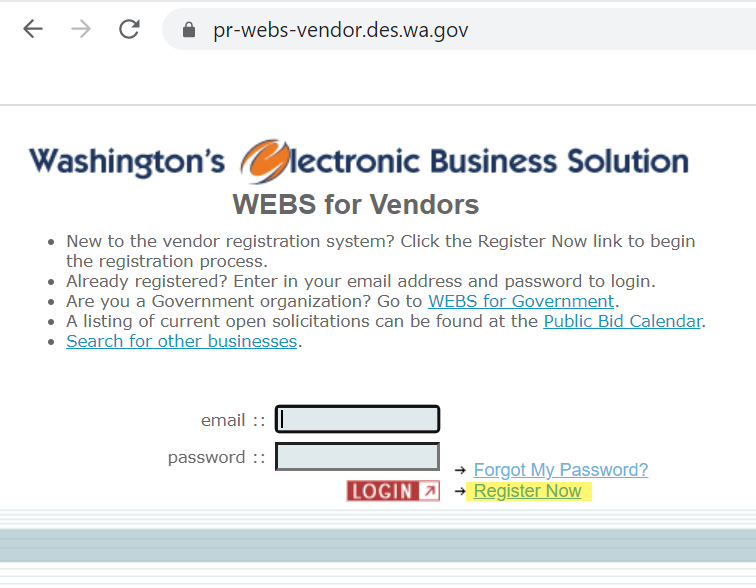 pr-webs-vendor.des.wa.gov
Washington's electronic Business Solution
WEBS for Vendors
• New to the vendor registration system? Click the Register Now link to begin
the registration process.
• Already registered? Enter in your email address and password to login.
• Are you a Government organization? Go to WEBS for Government.
• A listing of current open solicitations can be found at the Public Bid Calendar.
• Search for other businesses.
email ::
password ::
→ Forgot My Password?
LOGIN → Register Now